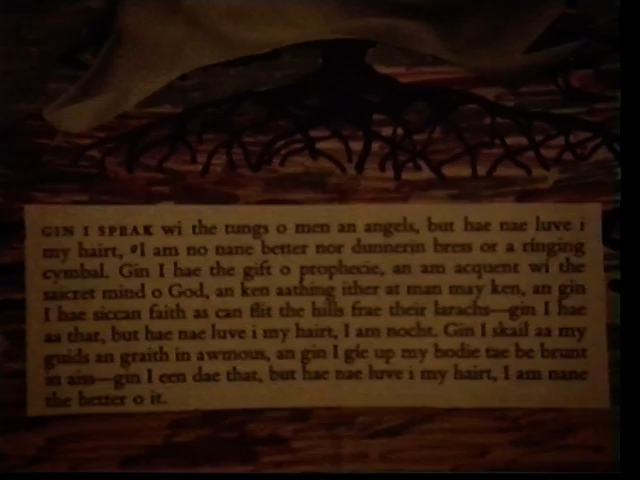 GIN I SPEAK wi the tungs o men an angels, but hae nae luve i
my hairt, I am no nane better nor dunnerin bress or a ringing
cymbal. Gin I hae the gift o prophecie, an am acquent wi the
saicret mind o God, an ken aathing ither at man may ken, an gin
I hae siccan faith as can flit the hills frae their larachs—gin I hae
aa that, but hae nae luve i my hairt, I am nocht. Gin I skail aa my
guids an graith in awmous, an gin I gie up my bodie tae be brunt
in aiss—gin I een dae that, but hae nae luve i my hairt, I am nane
the better o it.